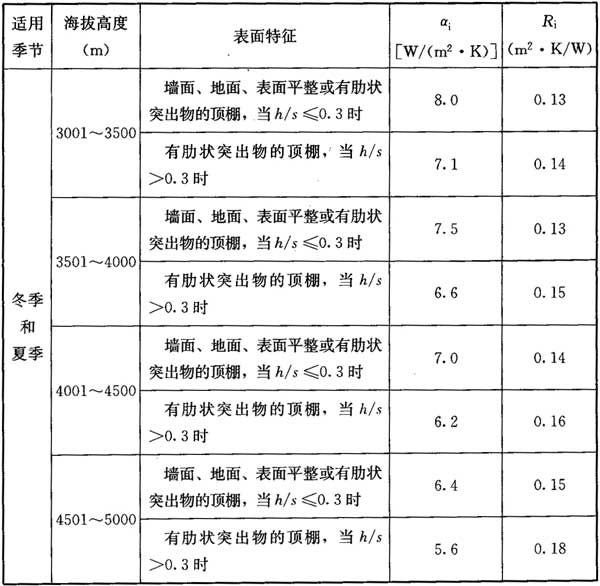 适用
季节
海拔高度
(m)
表面特征
αi
[W/(m²·K)]
Ri
(m²·K/W)
冬季
和
夏季
3001～3500
墙面、地面、表面平整或有肋状
突出物的顶棚，当h/s≤0.3时
8.0
0.13
有肋状突出物的顶棚，当h/s
>0.3时
7.1
0.14
3501～4000
墙面、地面、表面平整或有肋状
突出物的顶棚，当h/s≤0.3时
7.5
0.13
有肋状突出物的顶棚，当h/s
>0.3时
6.6
0.15
4001～4500
墙面、地面、表面平整或有肋状
突出物的顶棚，当h/s≤0.3时
7.0
0.14
有肋状突出物的顶棚，当h/s
>0.3时
6.2
0.16
4501～5000
墙面、地面、表面平整或有肋状
突出物的顶棚，当h/s≤0.3时
6.4
0.15
有肋状突出物的顶棚，当h/s
>0.3时
5.6
0.18